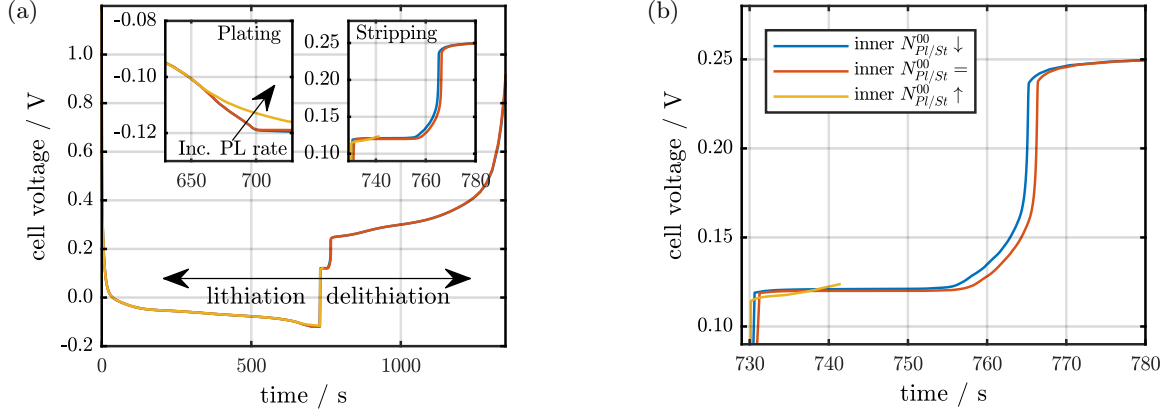 (a)
-0.08
-0.10
-0.12
650
700
Plating
Inc. PL rate
0.25
0.20
0.15
0.10
740
760
780
Stripping
1.0
0.8
0.6
0.4
0.2
0.0
-0.2
cell voltage / V
lithiation
delithiation
0
500
1000
time / s
(b)
inner N^{00}_{Pl/St} ↓
inner N^{00}_{Pl/St} =
inner N^{00}_{Pl/St} ↑
0.25
0.20
0.15
0.10
cell voltage / V
730
740
750
760
770
780
time / s